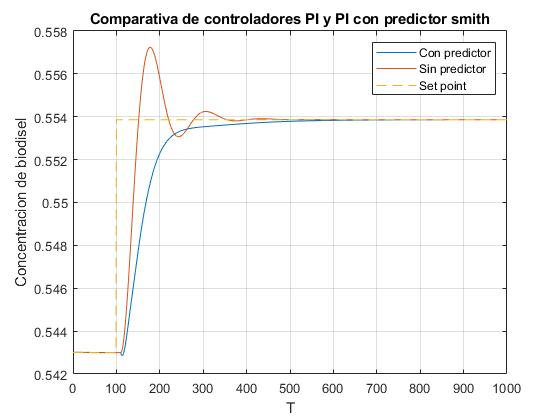 Comparativa de controladores PI y PI con predictor smith
0.558
0.556
0.554
0.552
0.55
0.548
0.546
0.544
0.542
Concentracion de biodisel
Con predictor
Sin predictor
Set point
0 100 200 300 400 500 600 700 800 900 1000
T